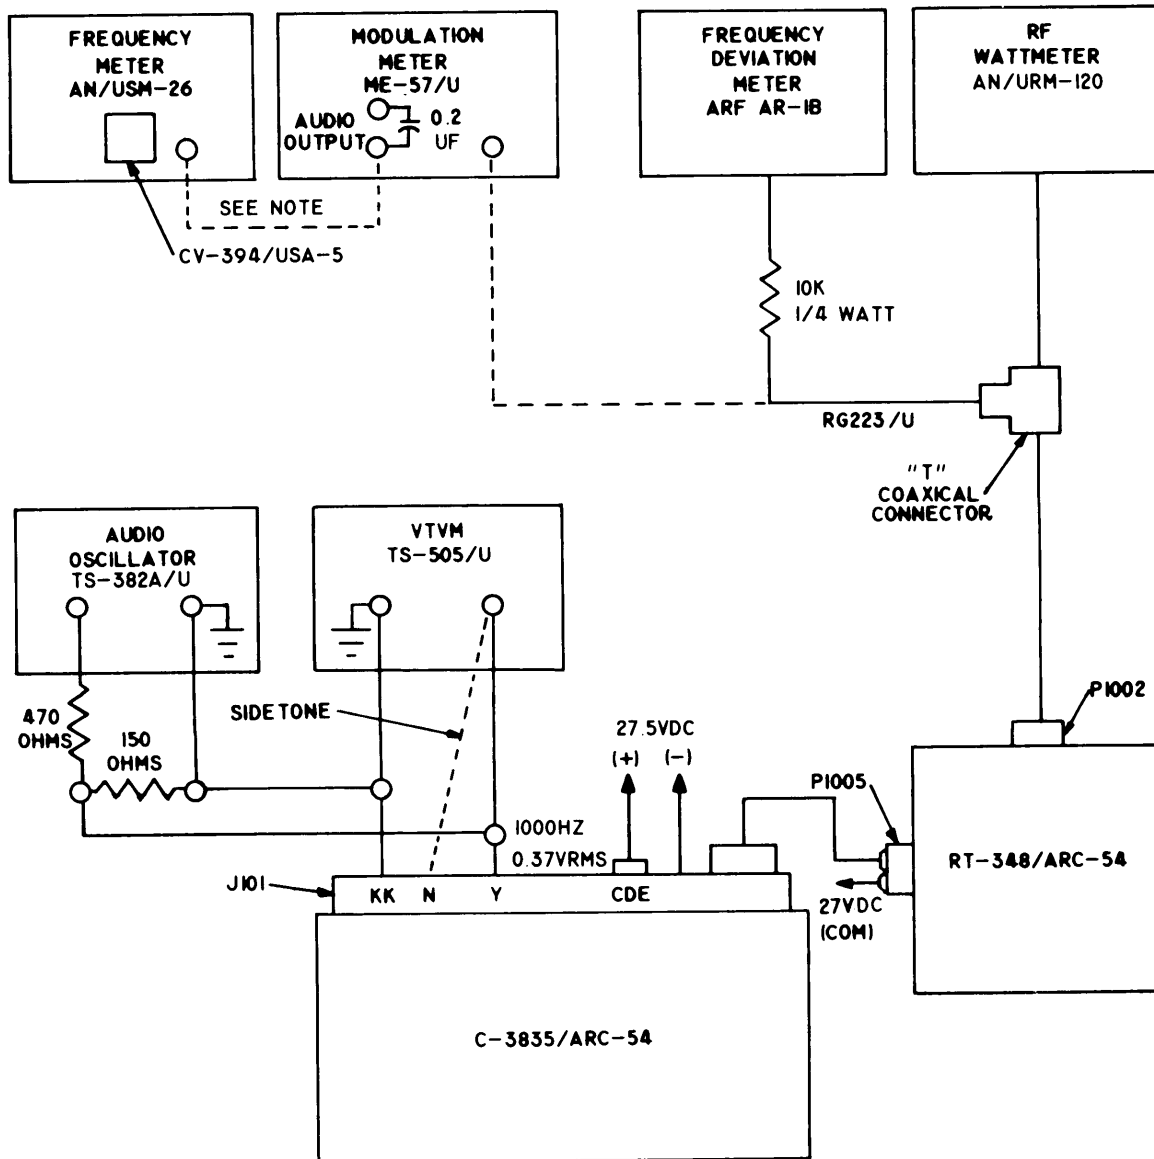 FREQUENCY
METER
AN/USM-26
MODULATION
METER
ME-57/U
AUDIO
OUTPUT
0.2
UF
FREQUENCY
DEVIATION
METER
ARF AR-1B
RF
WATTMETER
AN/URM-120
SEE NOTE
CV-394/USA-5
10K
1/4 WATT
RG223/U
"T"
COAXICAL
CONNECTOR
AUDIO
OSCILLATOR
TS-382A/U
VTVM
TS-505/U
P1002
470
OHMS
150
OHMS
SIDETONE
27.5VDC
(+) (-)
P1005
1000HZ
0.37VRMS
RT-348/ARC-54
J101
KK N Y CDE
27VDC
(COM)
C-3835/ARC-54